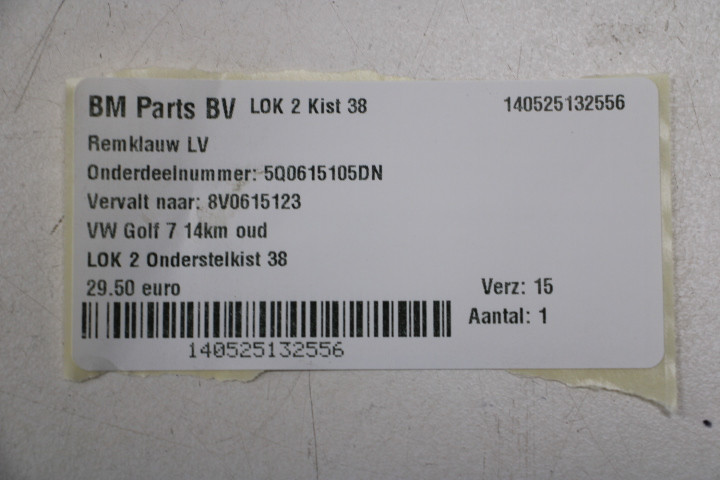 BM Parts BV LOK 2 Kist 38 140525132556
Remklauw LV
Onderdeelnummer: 5Q0615105DN
Vervalt naar: 8V0615123
VW Golf 7 14km oud
LOK 2 Onderstelkist 38
29.50 euro Verz: 15
Aantal: 1
140525132556